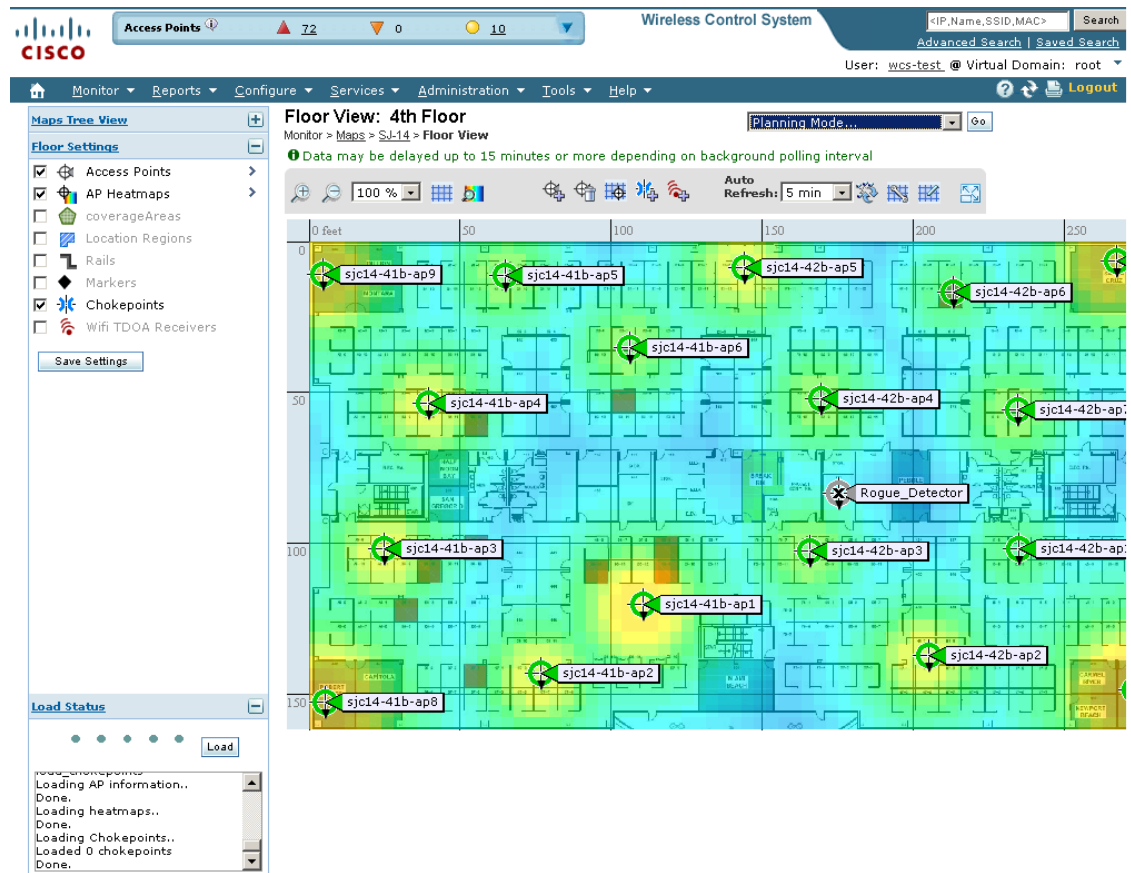 Access Points 72 0 10
Wireless Control System
<IP,Name,SSID,MAC> Search
CISCO
Advanced Search | Saved Search
User: wcs-test @ Virtual Domain: root
Monitor Reports Configure Services Administration Tools Help Logout
Maps Tree View
Floor Settings
Access Points
AP Heatmaps
coverageAreas
Location Regions
Rails
Markers
Chokepoints
Wifi TDOA Receivers
Save Settings
Floor View: 4th Floor
Monitor > Maps > SJ-14 > Floor View
Planning Mode... Go
Data may be delayed up to 15 minutes or more depending on background polling interval
100 %
Auto
Refresh: 5 min
0 feet 50 100 150 200 250
0
sjc14-41b-ap9
sjc14-41b-ap5
sjc14-42b-ap5
sjc14-42b-ap6
sjc14-41b-ap6
50
sjc14-41b-ap4
sjc14-42b-ap4
sjc14-42b-ap7
Rogue_Detector
100
sjc14-41b-ap3
sjc14-42b-ap3
sjc14-42b-ap
sjc14-41b-ap1
sjc14-42b-ap2
sjc14-41b-ap2
CAPITOLA
150
sjc14-41b-ap8
Load Status
Load
load_chokepoints
Loading AP information..
Done.
Loading heatmaps..
Done.
Loading Chokepoints..
Loaded 0 chokepoints
Done.